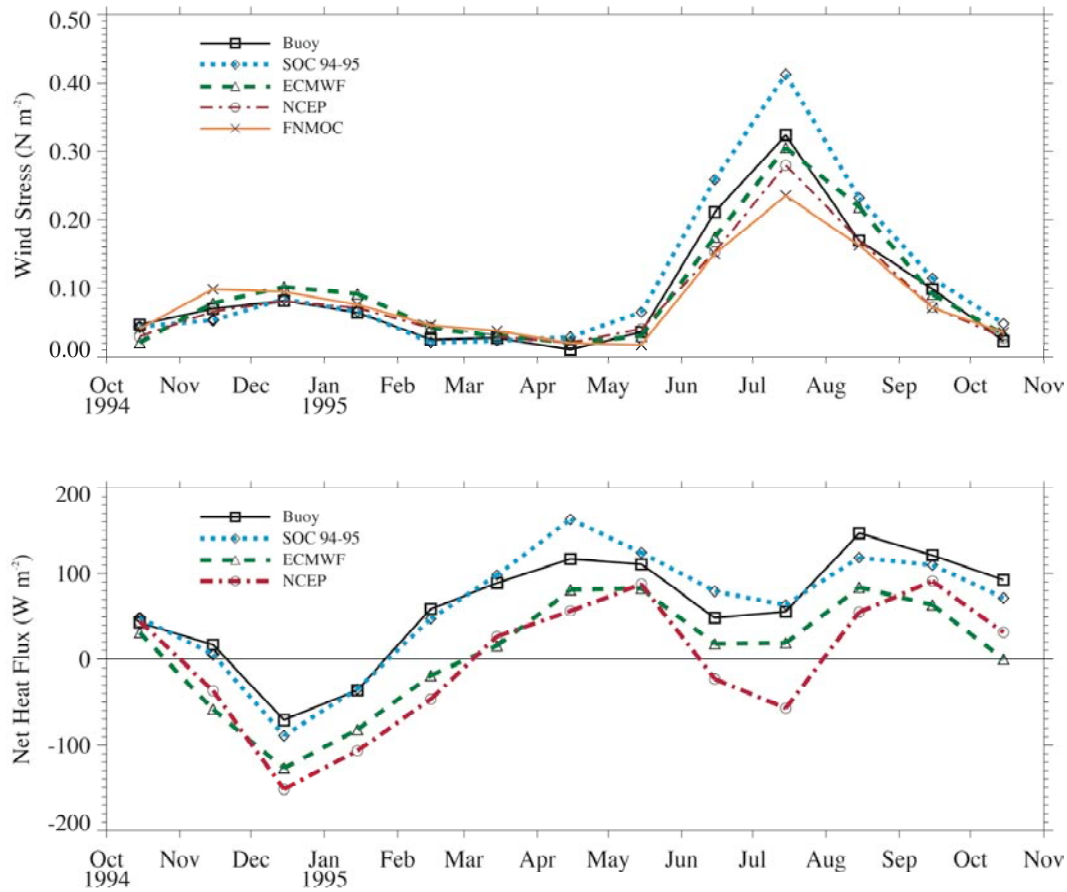 0.50
0.40
0.30
0.20
0.10
0.00
Wind Stress (N m⁻²)
Buoy
SOC 94-95
ECMWF
NCEP
FNMOC
Oct Nov Dec Jan Feb Mar Apr May Jun Jul Aug Sep Oct Nov
1994 1995
200
100
0
-100
-200
Net Heat Flux (W m⁻²)
Buoy
SOC 94-95
ECMWF
NCEP
Oct Nov Dec Jan Feb Mar Apr May Jun Jul Aug Sep Oct Nov
1994 1995